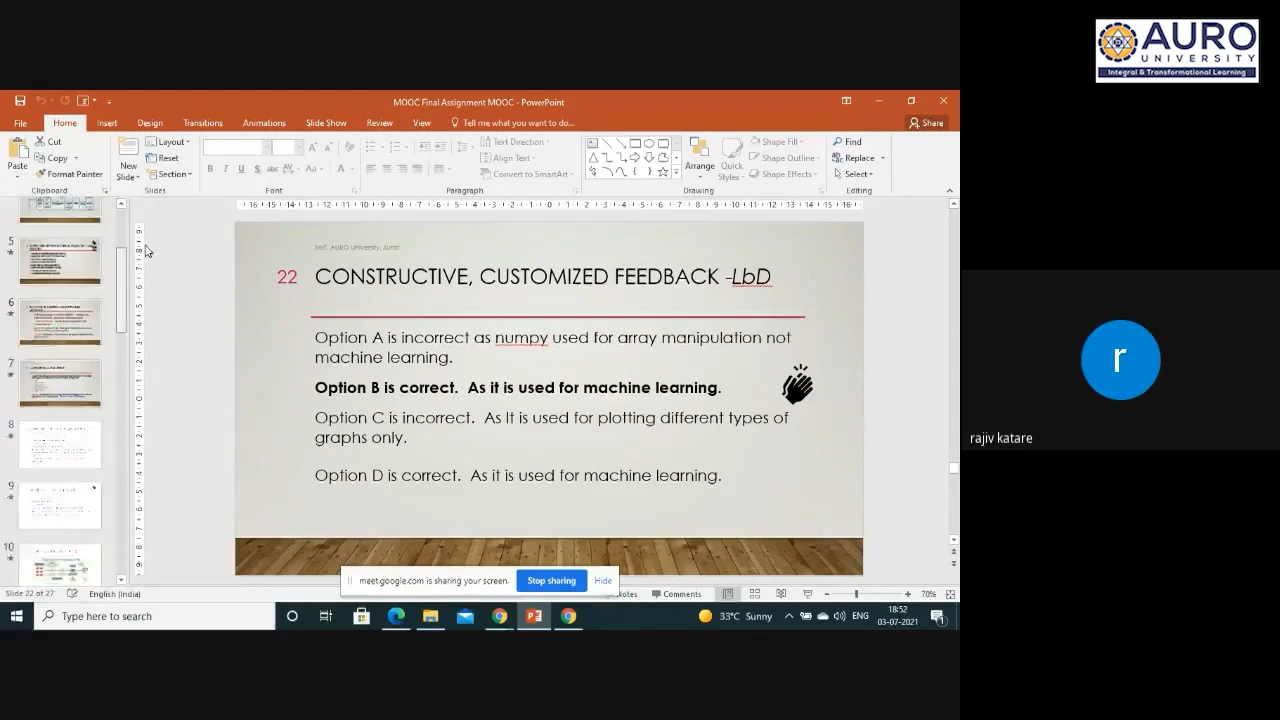 AURO
UNIVERSITY
Integral & Transformational Learning
MOOC Final Assignment MOOC - PowerPoint
File Home Insert Design Transitions Animations Slide Show Review View Tell me what you want to do... Share
Paste
Cut
Copy
Format Painter
Clipboard
New
Slide
Layout
Reset
Section
Slides
Font
Text Direction
Align Text
Convert to SmartArt
Paragraph
Arrange
Quick
Styles
Shape Fill
Shape Outline
Shape Effects
Drawing
Find
Replace
Select
Editing
5
6
7
8
9
10
SoIT, AURO University, Surat
22 CONSTRUCTIVE, CUSTOMIZED FEEDBACK -LbD
Option A is incorrect as numpy used for array manipulation not
machine learning.
Option B is correct. As it is used for machine learning.
Option C is incorrect. As It is used for plotting different types of
graphs only.
Option D is correct. As it is used for machine learning.
meet.google.com is sharing your screen. Stop sharing Hide
Slide 22 of 27 English (India) Notes Comments 70%
Type here to search
33°C Sunny ENG
18:52
03-07-2021
r
rajiv katare